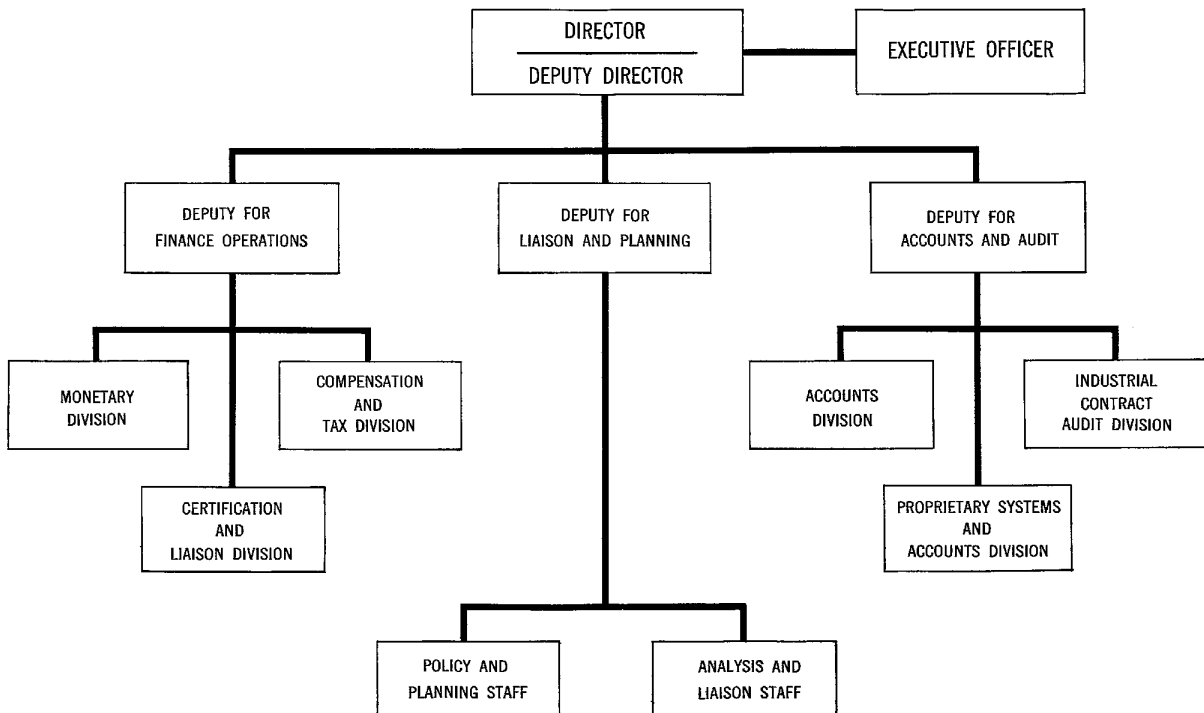 DIRECTOR
DEPUTY DIRECTOR
EXECUTIVE OFFICER
DEPUTY FOR
FINANCE OPERATIONS
DEPUTY FOR
LIAISON AND PLANNING
DEPUTY FOR
ACCOUNTS AND AUDIT
MONETARY
DIVISION
COMPENSATION
AND
TAX DIVISION
ACCOUNTS
DIVISION
INDUSTRIAL
CONTRACT
AUDIT DIVISION
CERTIFICATION
AND
LIAISON DIVISION
PROPRIETARY SYSTEMS
AND
ACCOUNTS DIVISION
POLICY AND
PLANNING STAFF
ANALYSIS AND
LIAISON STAFF